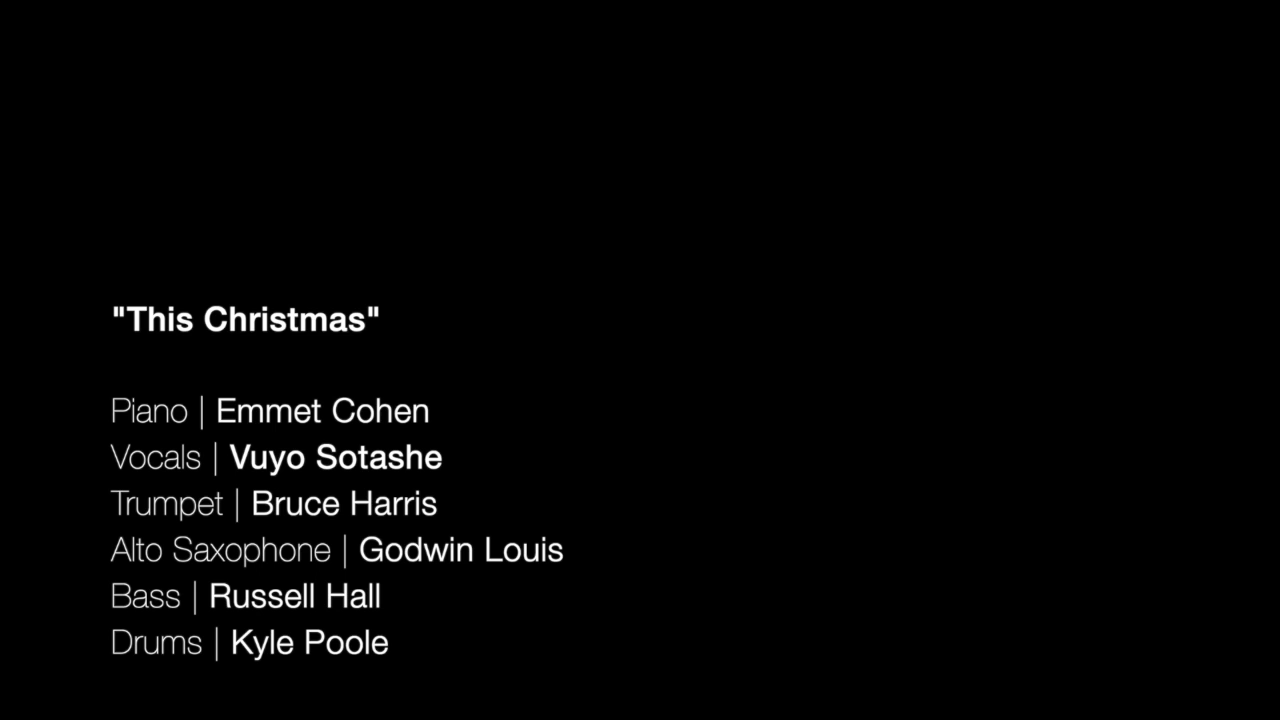 "This Christmas"
Piano | Emmet Cohen
Vocals | Vuyo Sotashe
Trumpet | Bruce Harris
Alto Saxophone | Godwin Louis
Bass | Russell Hall
Drums | Kyle Poole